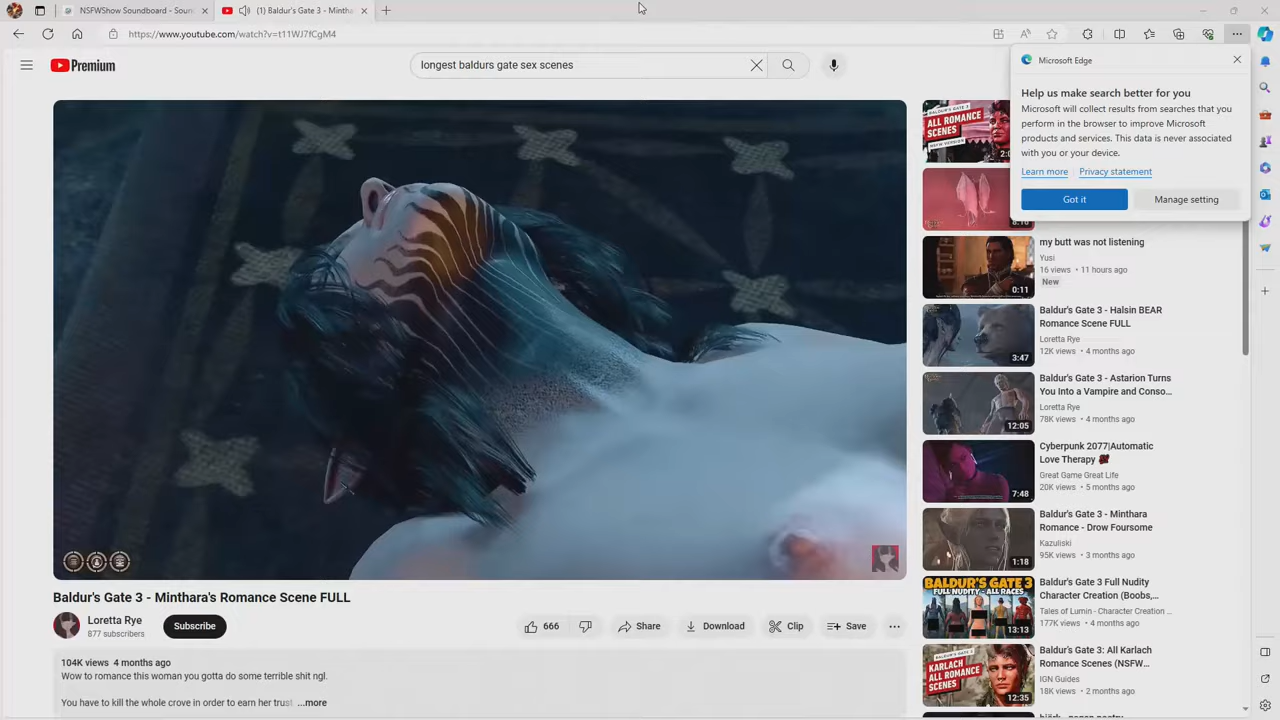 NSFWShow Soundboard - Soun
(1) Baldur's Gate 3 - Mintha
https://www.youtube.com/watch?v=t11WJ7fCgM4
Premium
longest baldurs gate sex scenes
Microsoft Edge
Help us make search better for you
Microsoft will collect results from searches that you
perform in the browser to improve Microsoft
products and services. This data is never associated
with you or your device.
Learn more
Privacy statement
Got it
Manage setting
BALDUR'S GATE 3
ALL ROMANCE
SCENES
NSFW VERSION
my butt was not listening
Yusi
16 views • 11 hours ago
New
0:11
Baldur's Gate 3 - Halsin BEAR
Romance Scene FULL
Loretta Rye
12K views • 4 months ago
3:47
Baldur's Gate 3 - Astarion Turns
You Into a Vampire and Conso...
Loretta Rye
78K views • 4 months ago
12:05
Cyberpunk 2077|Automatic
Love Therapy
Great Game Great Life
20K views • 5 months ago
7:48
Baldur's Gate 3 - Minthara
Romance - Drow Foursome
Kazuliski
95K views • 3 months ago
1:18
BALDUR'S GATE 3
FULL NUDITY - ALL RACES
Baldur's Gate 3 Full Nudity
Character Creation (Boobs,...
Tales of Lumin - Character Creation ...
177K views • 4 months ago
13:13
BALDUR'S GATE 3
KARLACH
ALL ROMANCE
SCENES
Baldur's Gate 3: All Karlach
Romance Scenes (NSFW...
IGN Guides
18K views • 2 months ago
12:35
Baldur's Gate 3 - Minthara's Romance Scene FULL
Loretta Rye
877 subscribers
Subscribe
666
Share
Download
Clip
Save
104K views 4 months ago
Wow to romance this woman you gotta do some terrible shit ngl.
You have to kill the whole crove in order to earn her trust, ...more